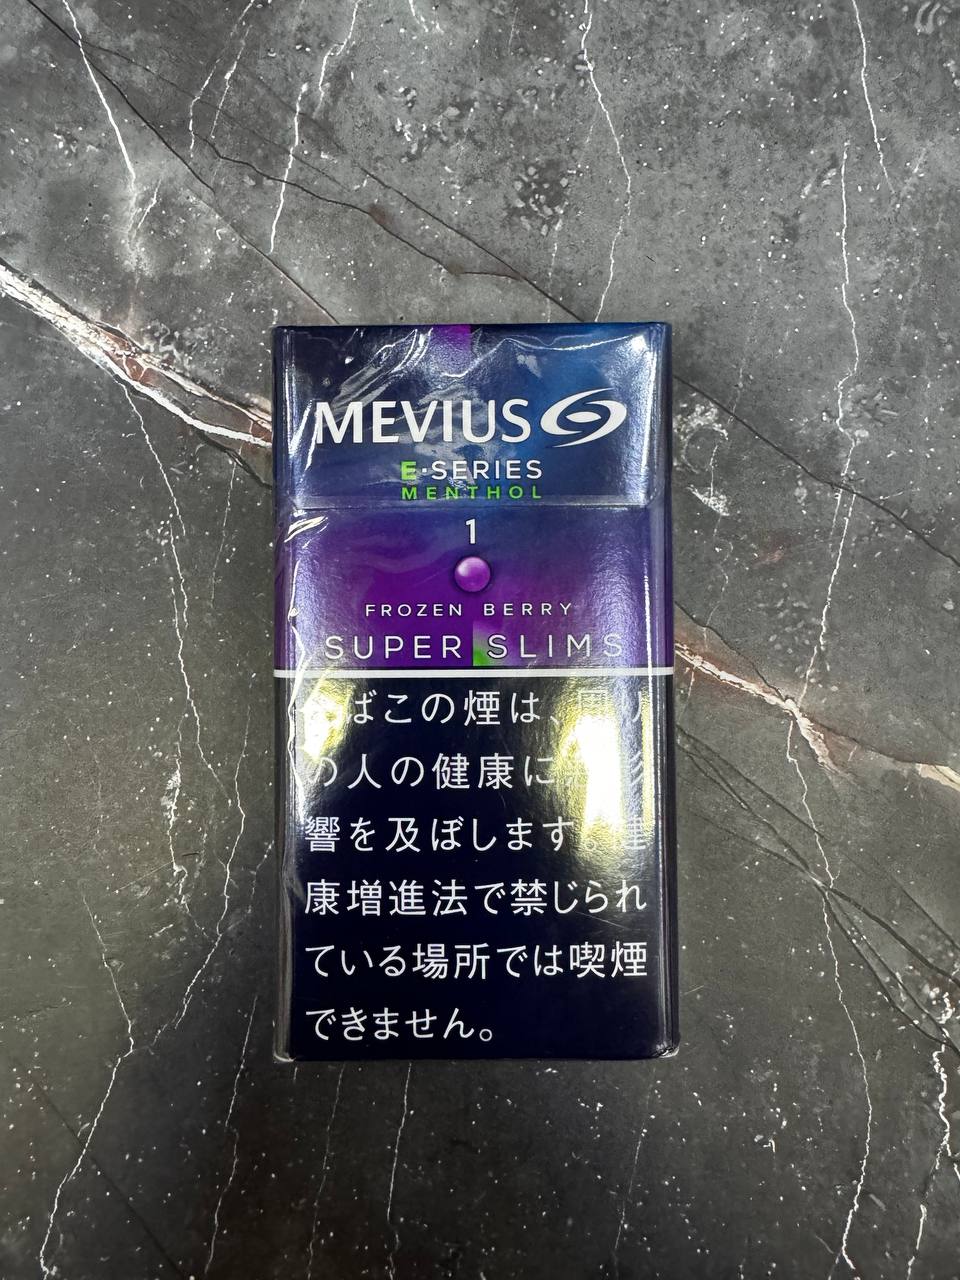 MEVIUS
E·SERIES
MENTHOL
1
FROZEN BERRY
SUPER SLIMS
ばこの煙は、
の人の健康に
響を及ぼします。
康増進法で禁じられ
ている場所では喫煙
できません。